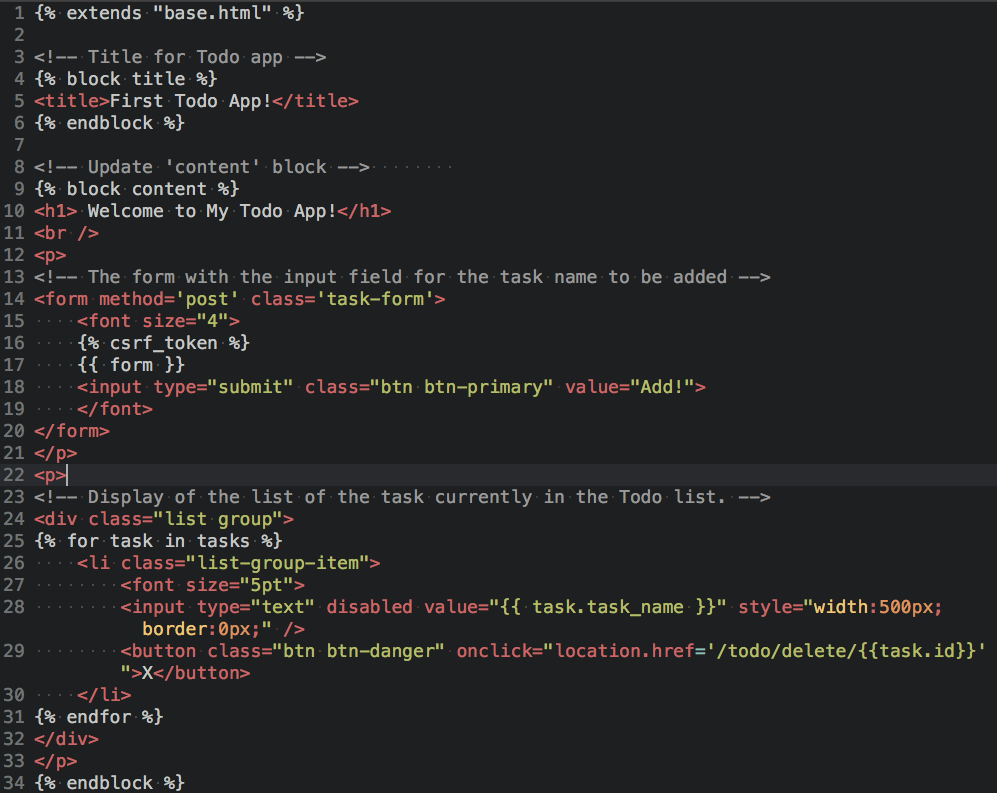 1 {% extends "base.html" %}
2
3 <!-- Title for Todo app -->
4 {% block title %}
5 <title>First Todo App!</title>
6 {% endblock %}
7
8 <!-- Update 'content' block -->
9 {% block content %}
10 <h1> Welcome to My Todo App!</h1>
11 <br />
12 <p>
13 <!-- The form with the input field for the task name to be added -->
14 <form method='post' class='task-form'>
15     <font size="4">
16     {% csrf_token %}
17     {{ form }}
18     <input type="submit" class="btn btn-primary" value="Add!">
19     </font>
20 </form>
21 </p>
22 <p>
23 <!-- Display of the list of the task currently in the Todo list. -->
24 <div class="list group">
25 {% for task in tasks %}
26     <li class="list-group-item">
27         <font size="5pt">
28         <input type="text" disabled value="{{ task.task_name }}" style="width:500px;
border:0px;" />
29         <button class="btn btn-danger" onclick="location.href='/todo/delete/{{task.id}}'
">X</button>
30     </li>
31 {% endfor %}
32 </div>
33 </p>
34 {% endblock %}